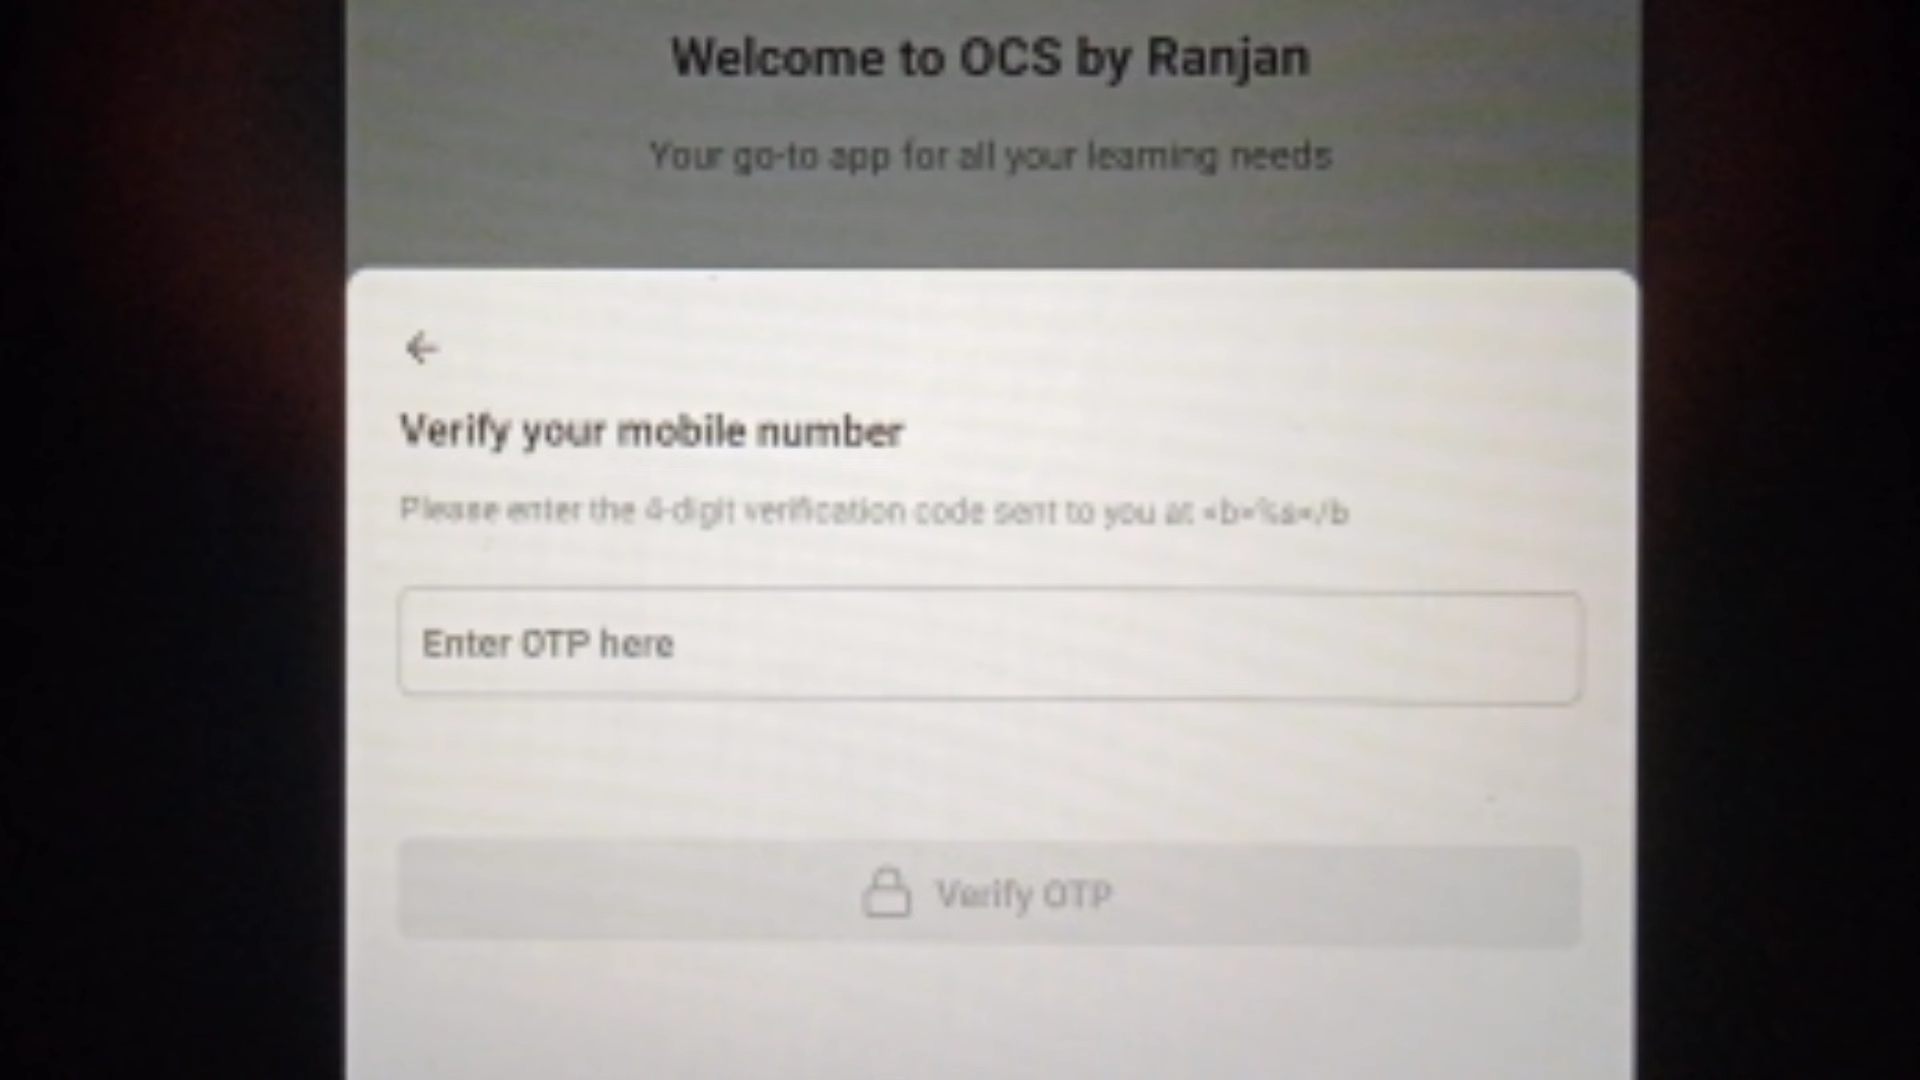 Welcome to OCS by Ranjan
Your go-to app for all your learning needs
Verify your mobile number
Please enter the 4-digit verification code sent to you at <b>%s</b
Enter OTP here
Verify OTP